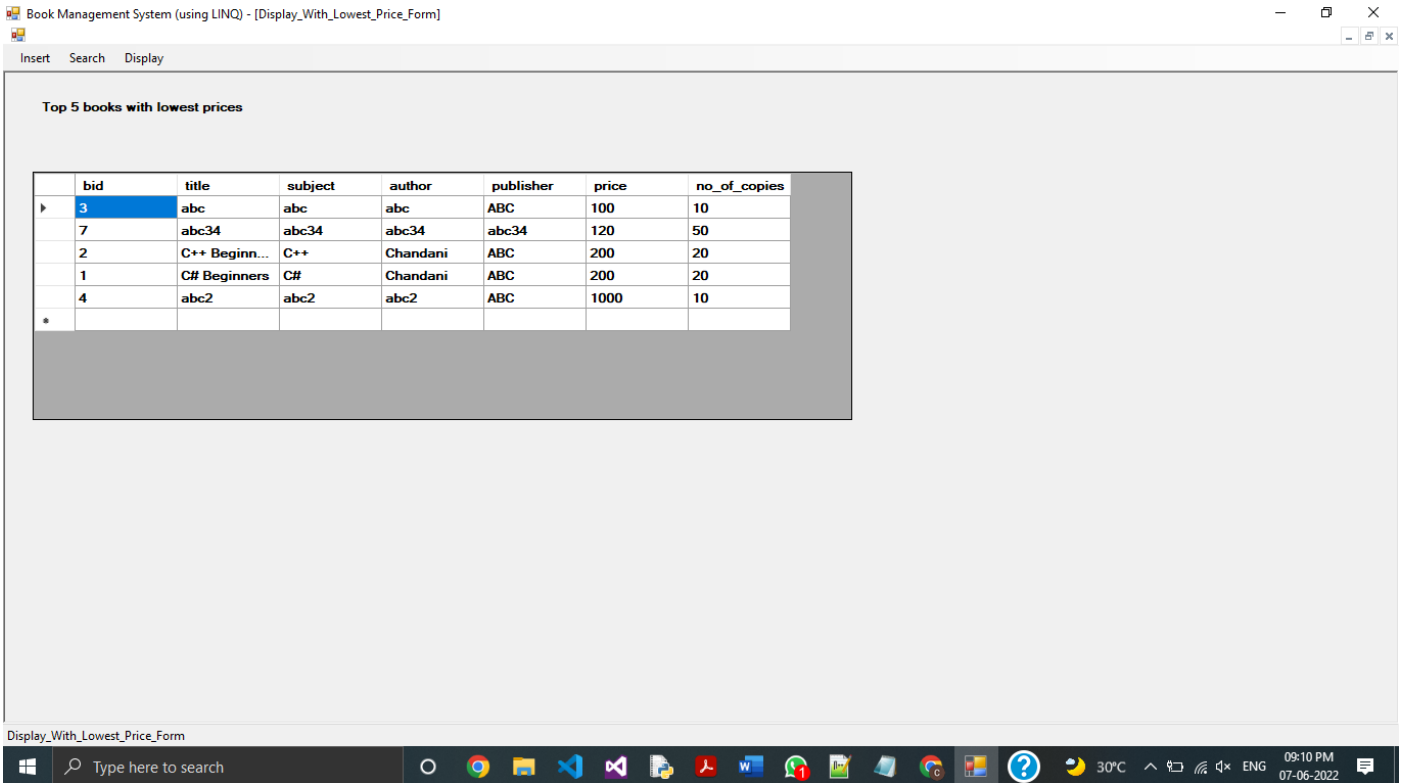 Book Management System (using LINQ) - [Display_With_Lowest_Price_Form]
Insert Search Display
Top 5 books with lowest prices
bid title subject author publisher price no_of_copies
3 abc abc abc ABC 100 10
7 abc34 abc34 abc34 abc34 120 50
2 C++ Beginn... C++ Chandani ABC 200 20
1 C# Beginners C# Chandani ABC 200 20
4 abc2 abc2 abc2 ABC 1000 10
Display_With_Lowest_Price_Form
Type here to search 30°C ENG 09:10 PM
07-06-2022